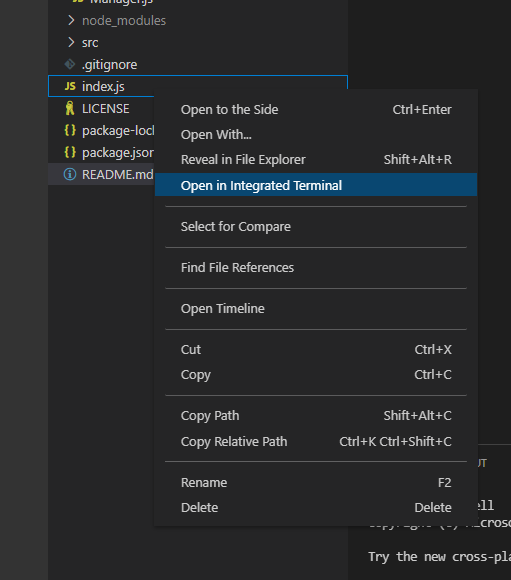 Manager.js
node_modules
src
.gitignore
JS index.js
LICENSE
{} package-lock
{} package.json
README.md
Open to the Side Ctrl+Enter
Open With...
Reveal in File Explorer Shift+Alt+R
Open in Integrated Terminal
Select for Compare
Find File References
Open Timeline
Cut Ctrl+X
Copy Ctrl+C
Copy Path Shift+Alt+C
Copy Relative Path Ctrl+K Ctrl+Shift+C
Rename F2
Delete Delete
UT
ell
Try the new cross-pla